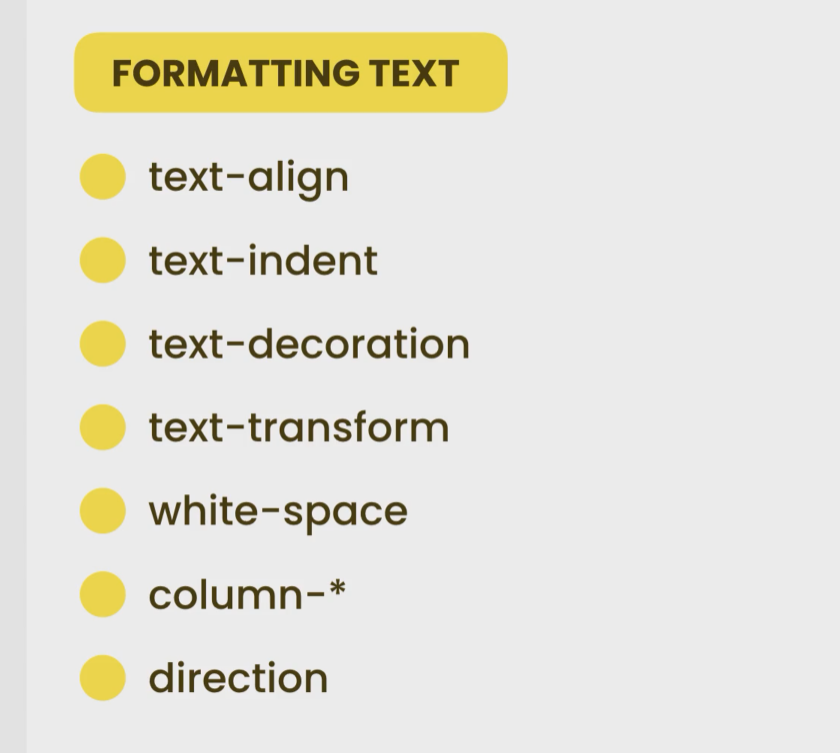 FORMATTING TEXT
text-align
text-indent
text-decoration
text-transform
white-space
column-*
direction